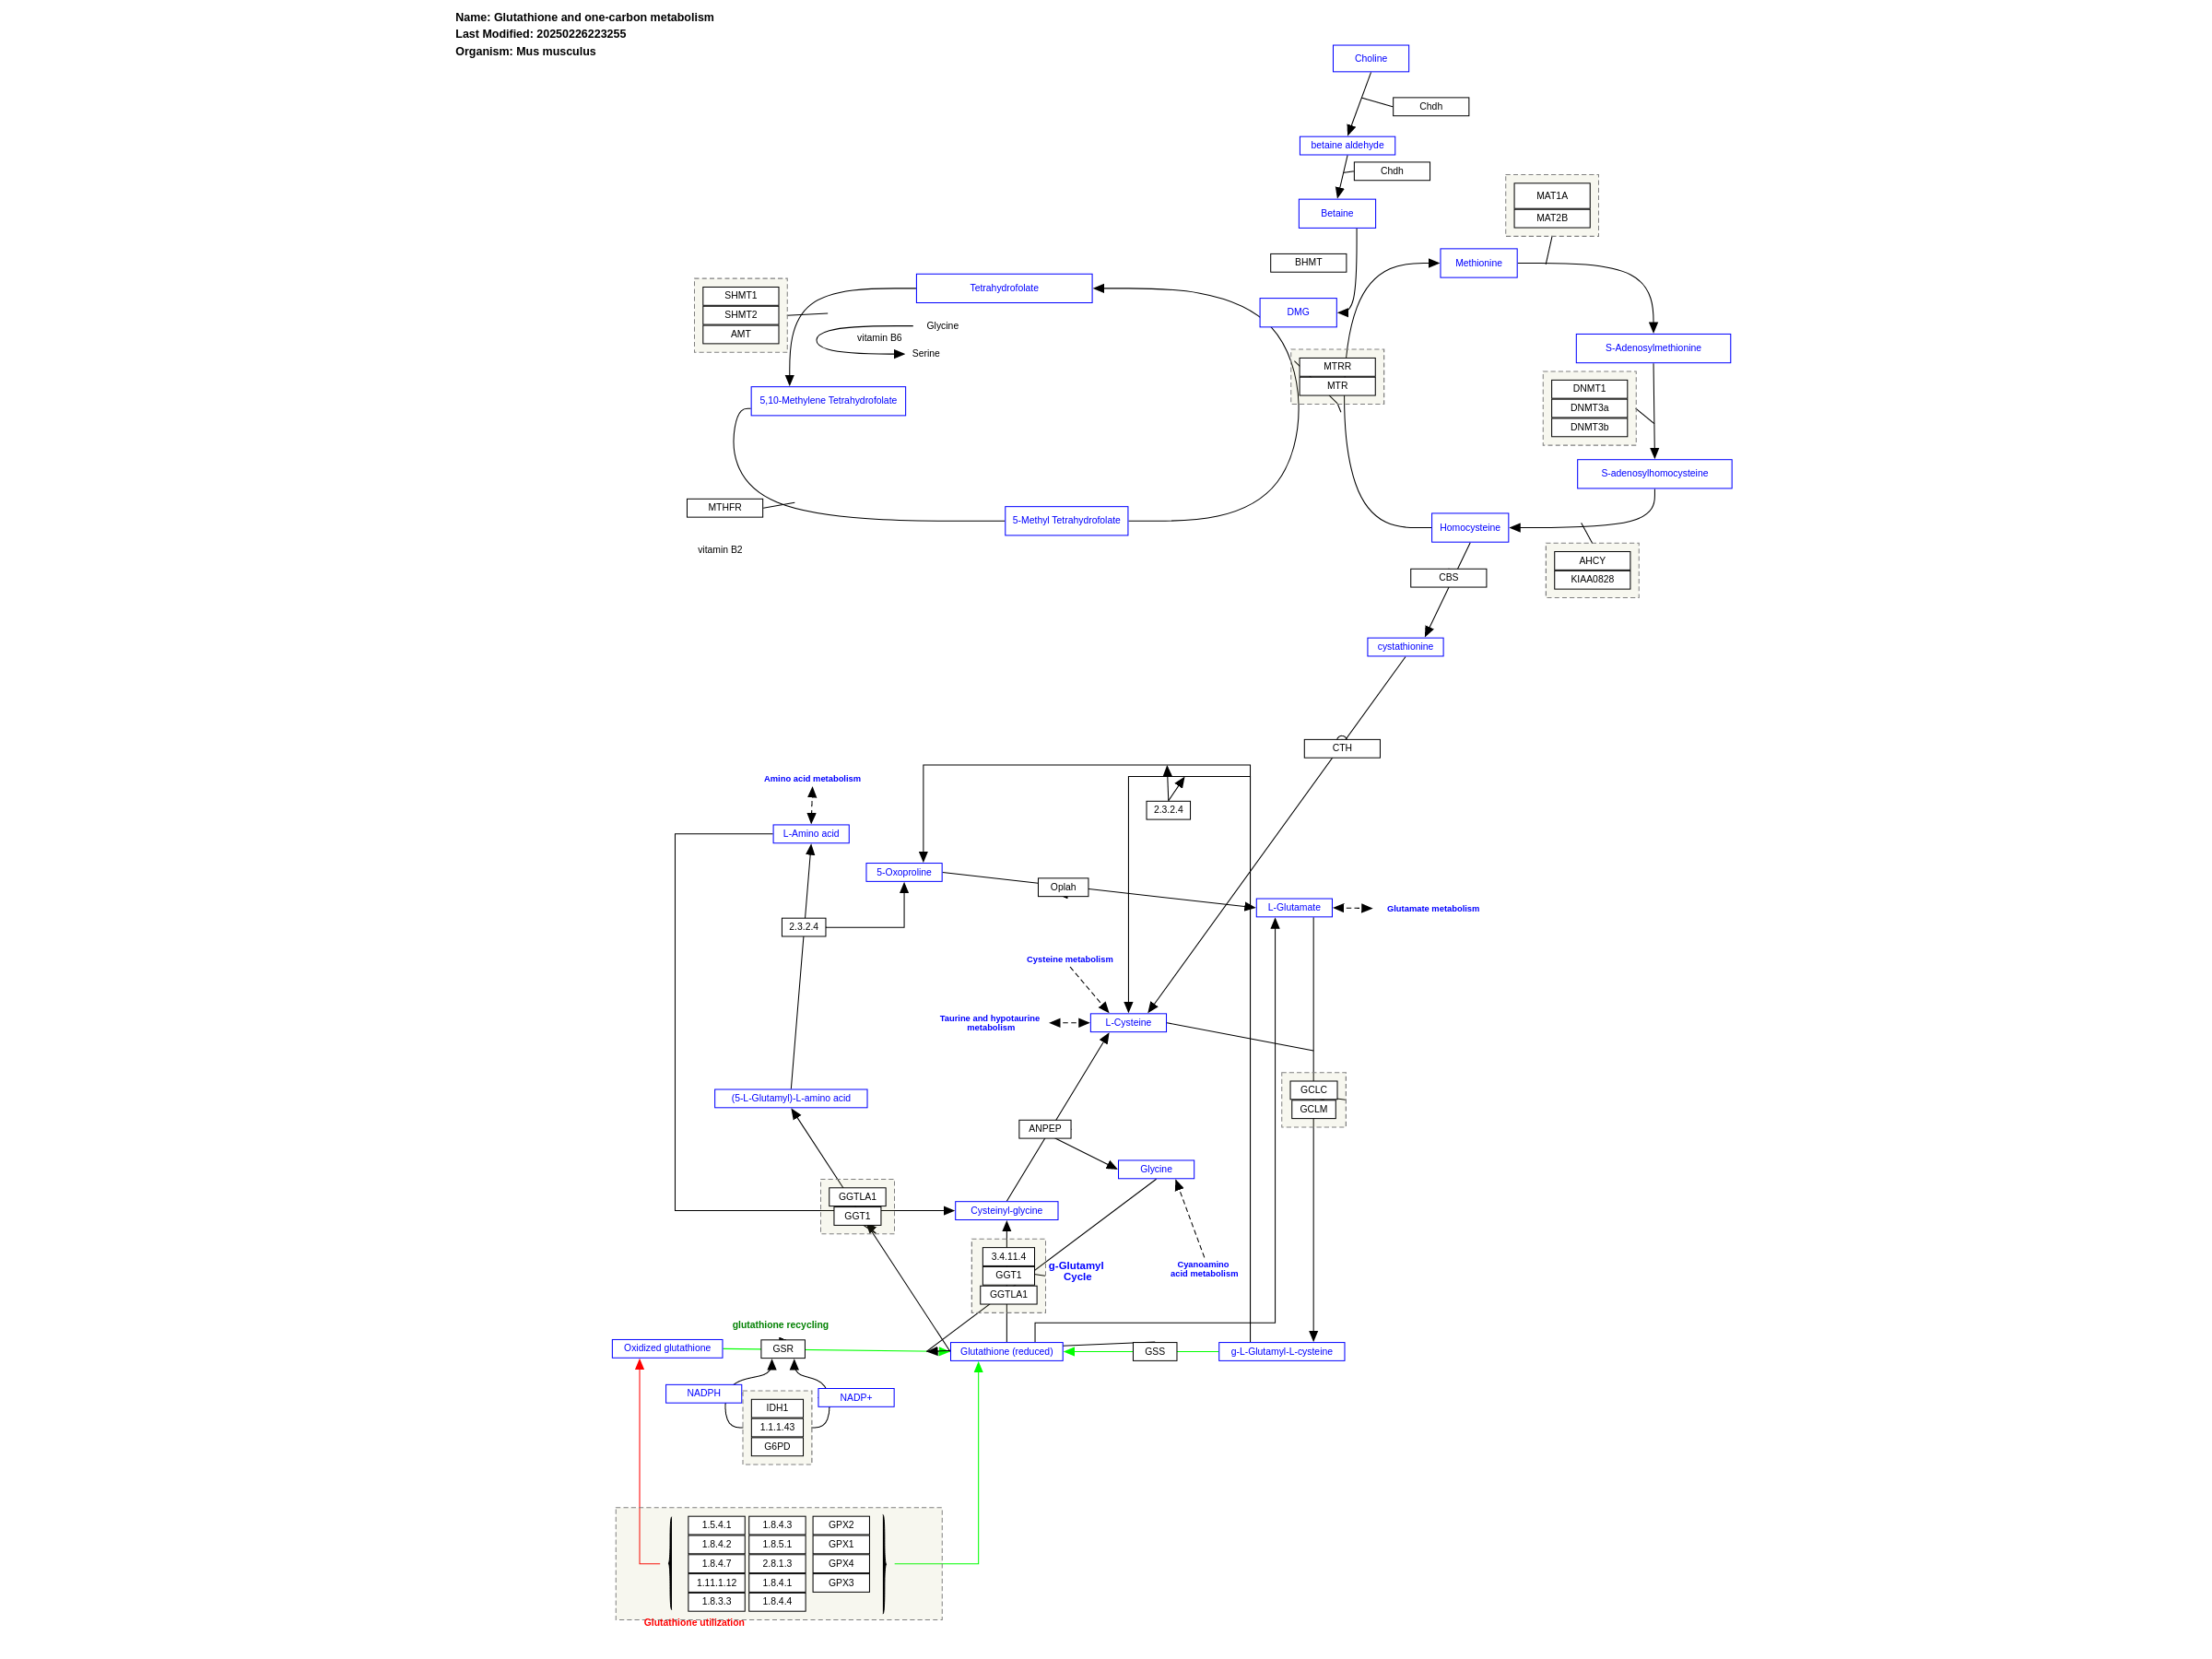 Name: Glutathione and one-carbon metabolism
Last Modified: 20250226223255
Organism: Mus musculus
Choline
Chdh
betaine aldehyde
Chdh
Betaine
MAT1A
MAT2B
BHMT
Methionine
Tetrahydrofolate
DMG
SHMT1
SHMT2
AMT
Glycine
vitamin B6
Serine
S-Adenosylmethionine
MTRR
MTR
5,10-Methylene Tetrahydrofolate
DNMT1
DNMT3a
DNMT3b
S-adenosylhomocysteine
MTHFR
5-Methyl Tetrahydrofolate
Homocysteine
vitamin B2
AHCY
KIAA0828
CBS
cystathionine
CTH
Amino acid metabolism
2.3.2.4
L-Amino acid
5-Oxoproline
Oplah
L-Glutamate
Glutamate metabolism
2.3.2.4
Cysteine metabolism
Taurine and hypotaurine
metabolism
L-Cysteine
(5-L-Glutamyl)-L-amino acid
GCLC
GCLM
ANPEP
Glycine
GGTLA1
GGT1
Cysteinyl-glycine
3.4.11.4
GGT1
GGTLA1
g-Glutamyl
Cycle
Cyanoamino
acid metabolism
glutathione recycling
Oxidized glutathione
GSR
Glutathione (reduced)
GSS
g-L-Glutamyl-L-cysteine
NADPH
NADP+
IDH1
1.1.1.43
G6PD
1.5.4.1
1.8.4.3
GPX2
1.8.4.2
1.8.5.1
GPX1
1.8.4.7
2.8.1.3
GPX4
1.11.1.12
1.8.4.1
GPX3
1.8.3.3
1.8.4.4
Glutathione utilization